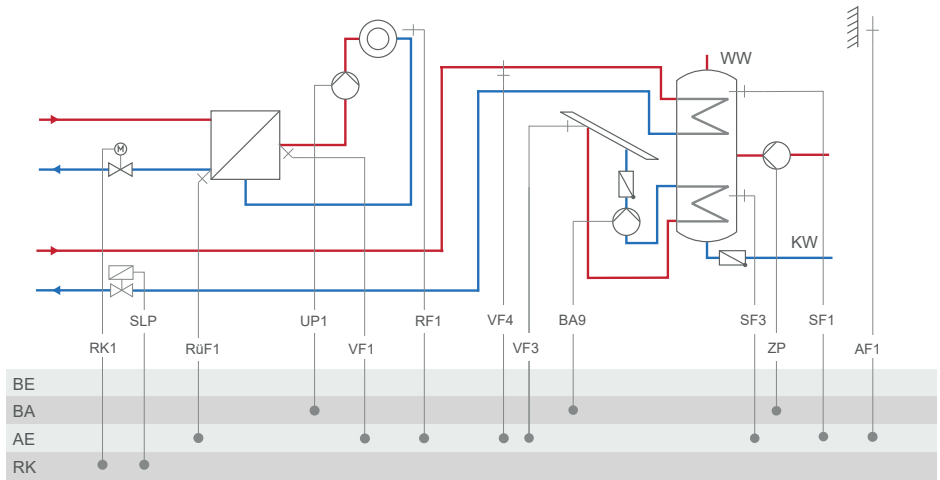 WW
M
KW
SLP
UP1
RF1
VF4
BA9
SF3
SF1
RK1
RüF1
VF1
VF3
ZP
AF1
BE
BA
AE
RK